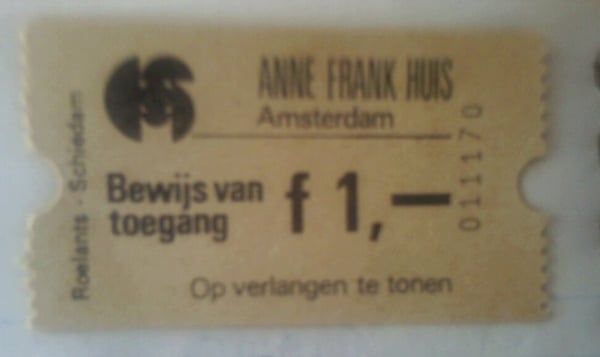 ANNE FRANK HUIS
Amsterdam
Bewijs van
toegang
f 1,—
Op verlangen te tonen
Roelants - Schiedam
011170